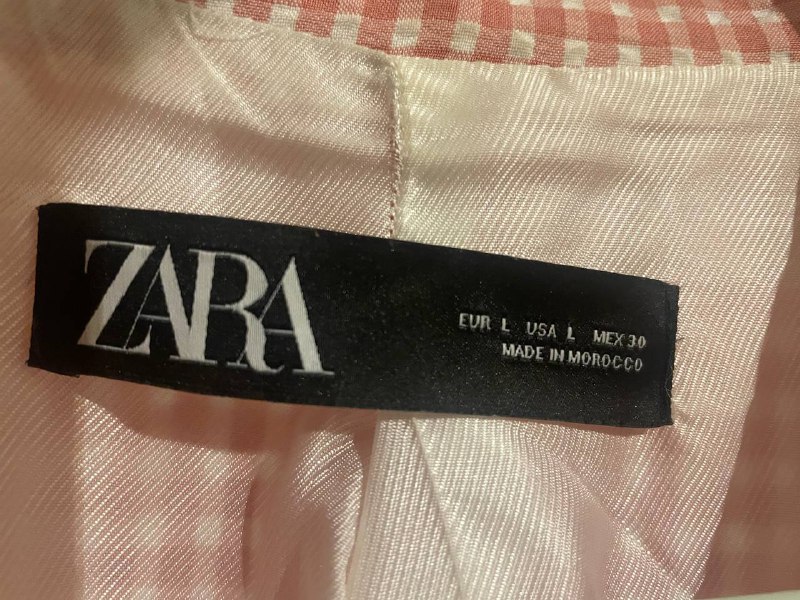 ZARA
EUR L USA L MEX 30
MADE IN MOROCCO